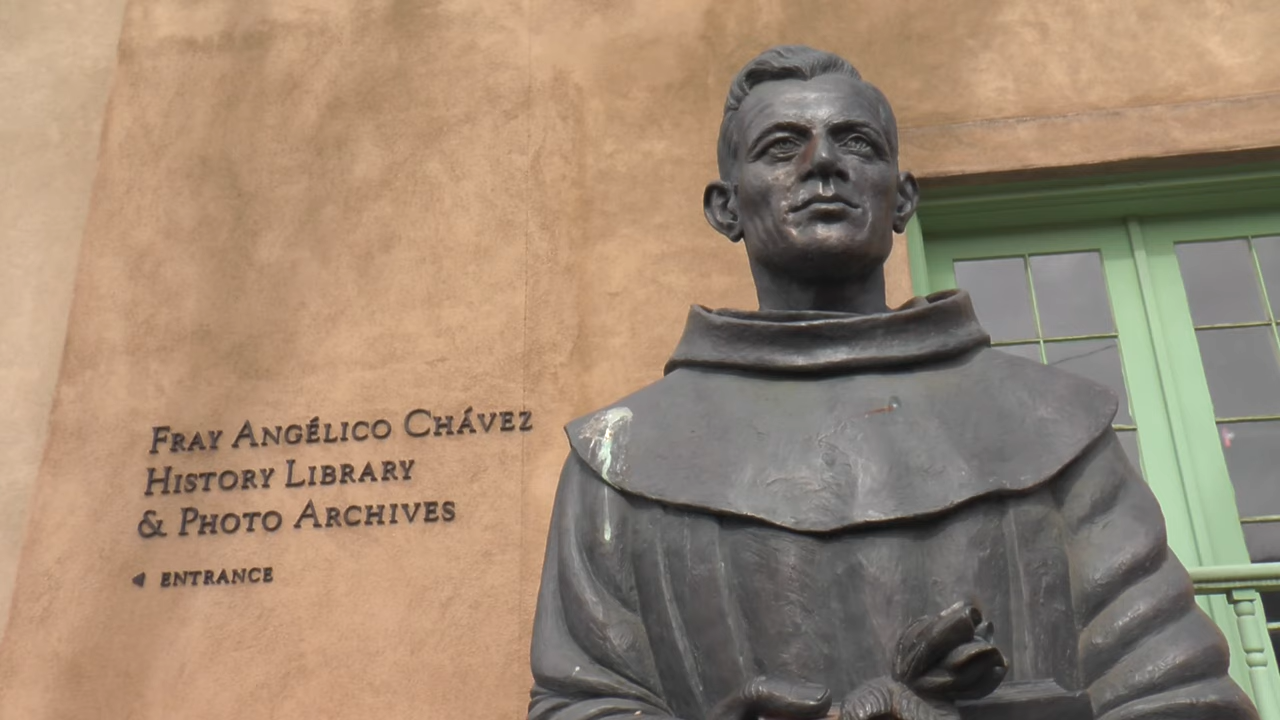 Fray Angélico Chávez
History Library
& Photo Archives
◄ Entrance